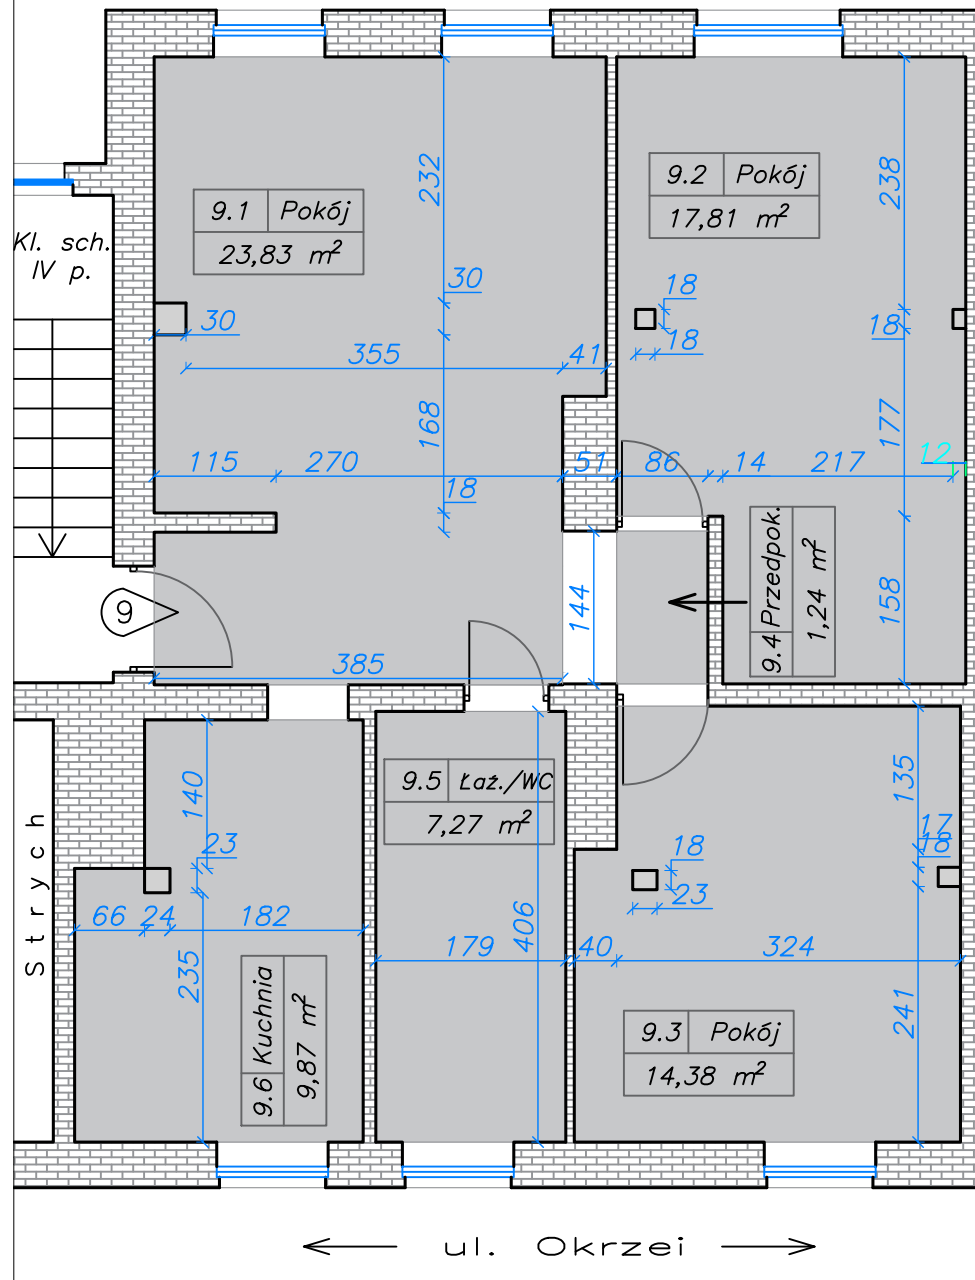 232
238
9.1 Pokój
23,83 m²
9.2 Pokój
17,81 m²
Kl. sch.
IV p.
30
30
18
18
18
355
41
168
177
115
270
18
51
86
14
217
12
9
144
9.4 Przedpok.
1,24 m²
158
385
140
23
9.5 Łaź./WC
7,27 m²
135
17
18
18
23
Strych
66
24
182
235
406
179
40
324
241
9.6 Kuchnia
9,87 m²
9.3 Pokój
14,38 m²
ul. Okrzei